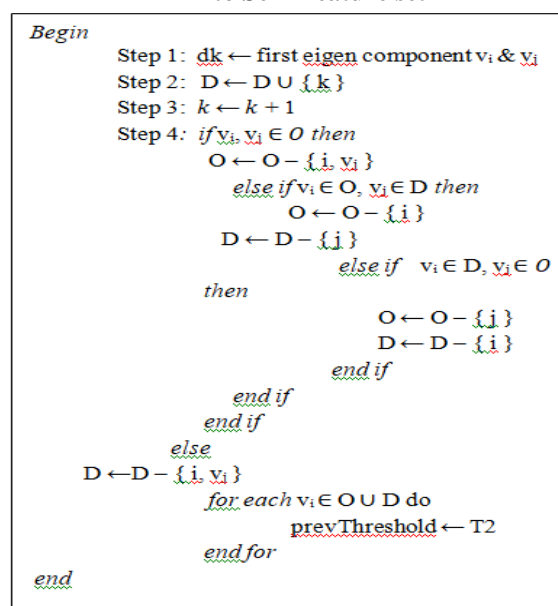 Begin
Step 1: dk ← first eigen component vi & vj
Step 2: D ← D ∪ { k }
Step 3: k ← k + 1
Step 4: if vi, vj ∈ O then
O ← O – { i, vj }
else if vi ∈ O, vj ∈ D then
O ← O – { i }
D ← D – { j }
else if vi ∈ D, vj ∈ O
then
O ← O – { j }
D ← D – { i }
end if
end if
end if
else
D ←D – { i, vj }
for each vi ∈ O ∪ D do
prevThreshold ← T2
end for
end